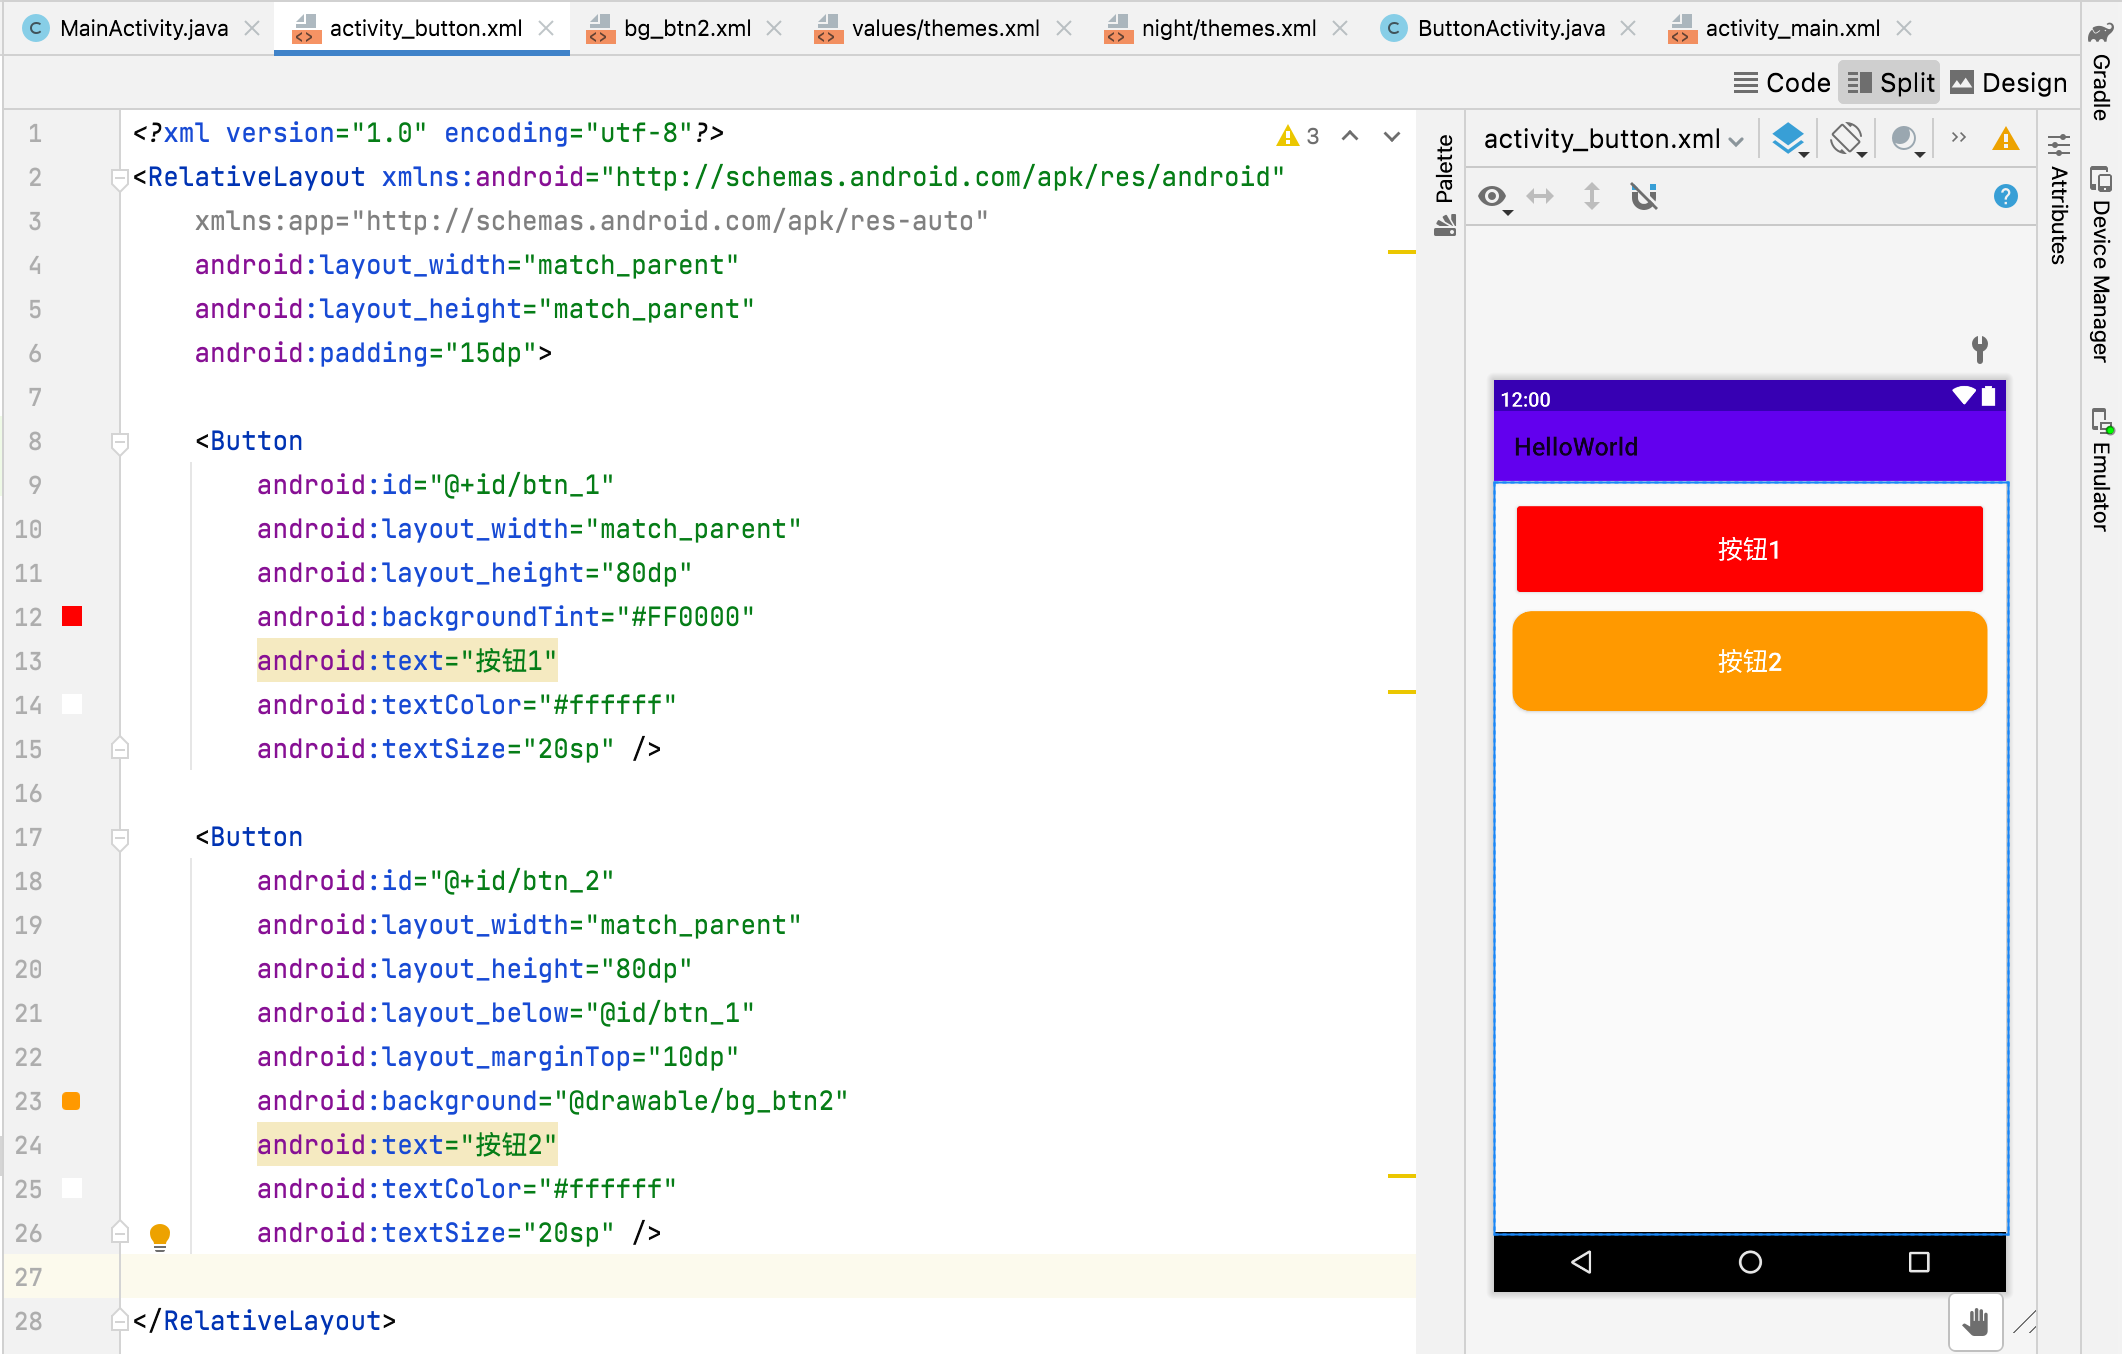 MainActivity.java activity_button.xml bg_btn2.xml values/themes.xml night/themes.xml ButtonActivity.java activity_main.xml
Code Split Design
1 <?xml version="1.0" encoding="utf-8"?>
2 <RelativeLayout xmlns:android="http://schemas.android.com/apk/res/android"
3 xmlns:app="http://schemas.android.com/apk/res-auto"
4 android:layout_width="match_parent"
5 android:layout_height="match_parent"
6 android:padding="15dp">
7
8 <Button
9 android:id="@+id/btn_1"
10 android:layout_width="match_parent"
11 android:layout_height="80dp"
12 android:backgroundTint="#FF0000"
13 android:text="按钮1"
14 android:textColor="#ffffff"
15 android:textSize="20sp" />
16
17 <Button
18 android:id="@+id/btn_2"
19 android:layout_width="match_parent"
20 android:layout_height="80dp"
21 android:layout_below="@id/btn_1"
22 android:layout_marginTop="10dp"
23 android:background="@drawable/bg_btn2"
24 android:text="按钮2"
25 android:textColor="#ffffff"
26 android:textSize="20sp" />
27
28 </RelativeLayout>
3
Palette
activity_button.xml
12:00
HelloWorld
按钮1
按钮2
Attributes
Gradle
Device Manager
Emulator